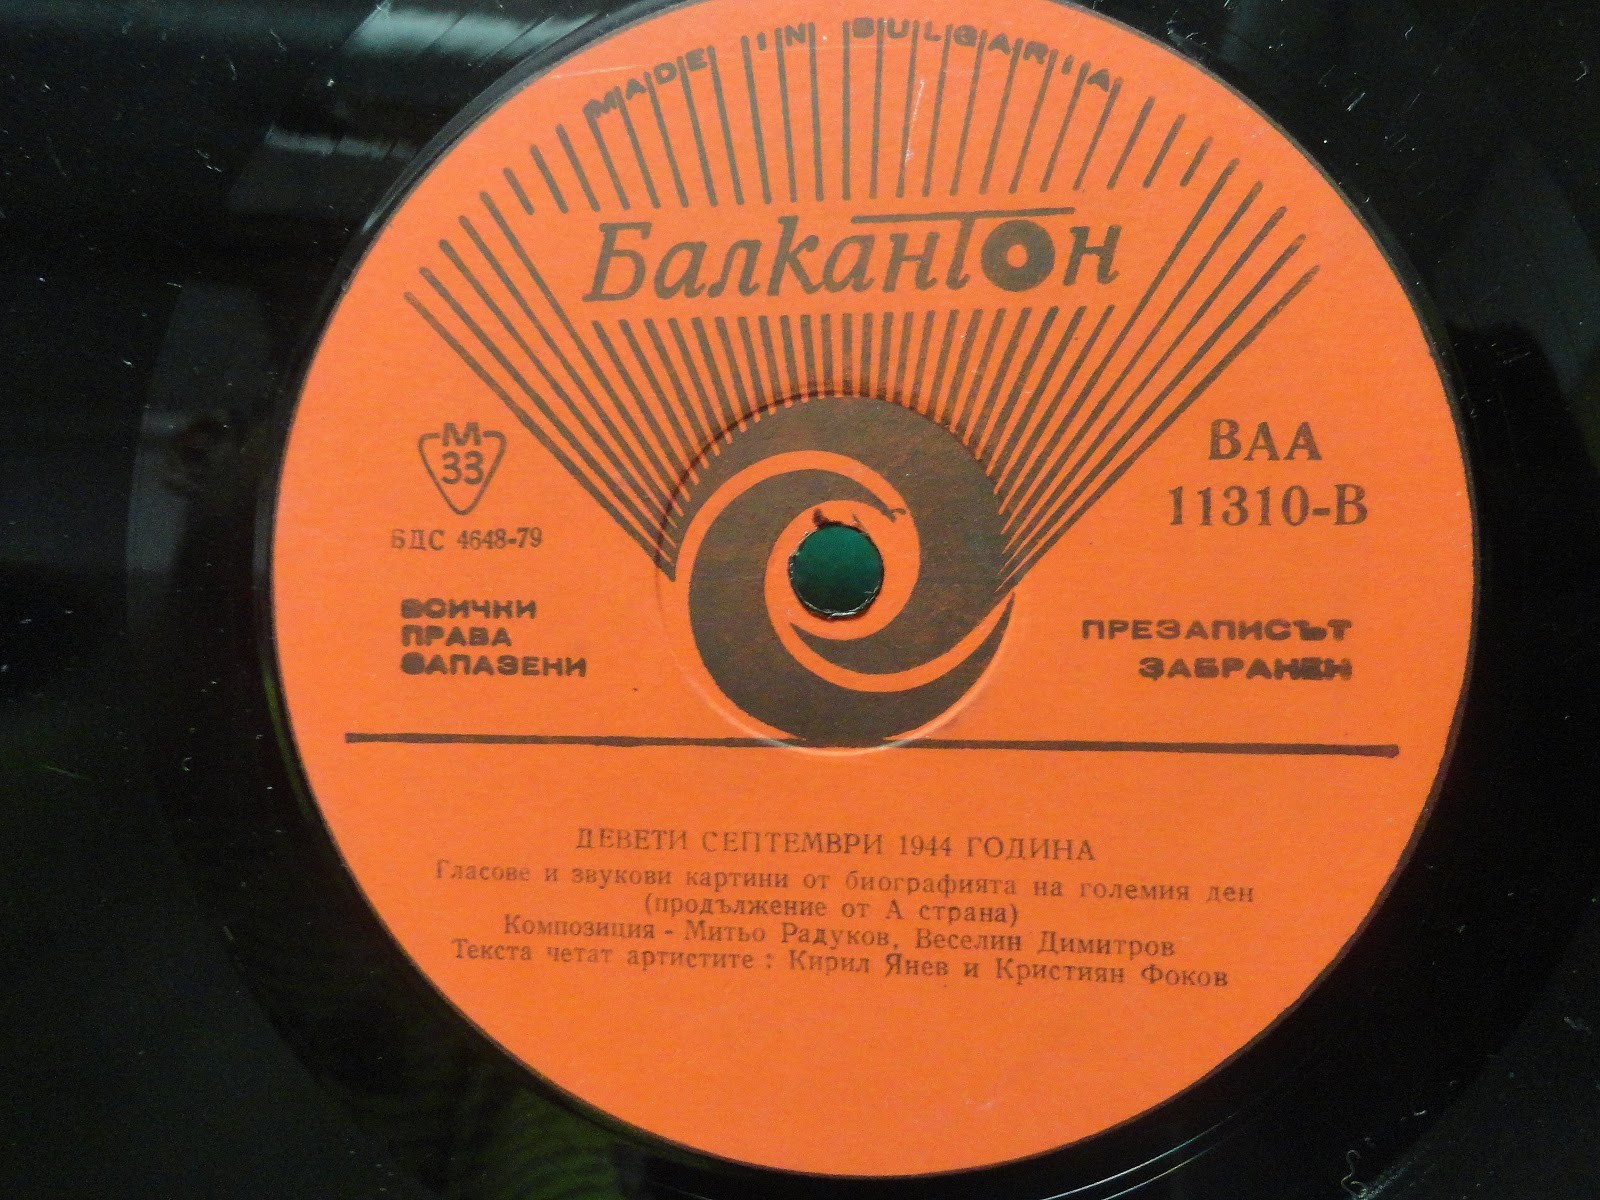 MADE IN BULGARIA
Балкантон
М
33
БДС 4648-79
ВСИЧКИ
ПРАВА
ЗАПАЗЕНИ
ВАА
11310-В
ПРЕЗАПИСЪТ
ЗАБРАНЕН
ДЕВЕТИ СЕПТЕМВРИ 1944 ГОДИНА
Гласове и звукови картини от биографията на големия ден
(продължение от А страна)
Композиция - Митьо Радуков, Веселин Димитров
Текста четат артистите : Кирил Янев и Кристиян Фоков